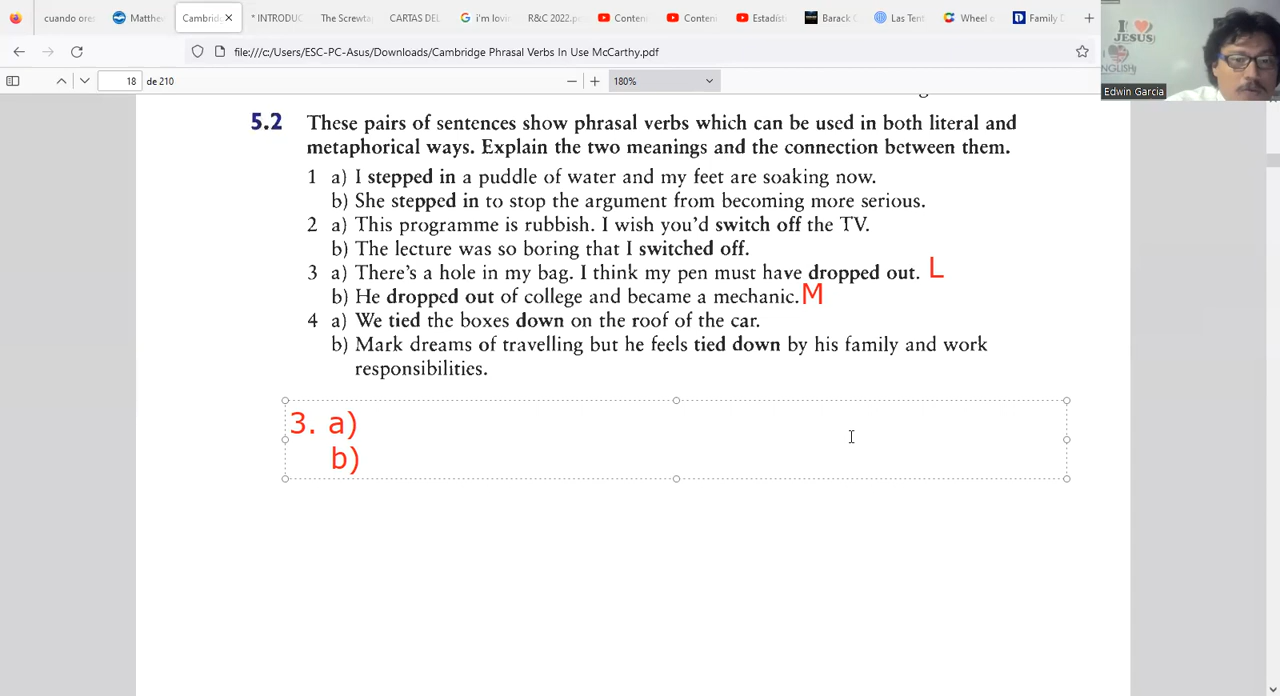 cuando ores
Matthe
Cambridg
* INTRODUC
The Screwta
CARTAS DEL
i'm lovin
R&C 2022.p
Content
Conteni
Estadist
Barack O
Las Tent
Wheel o
Family D
file:///c:/Users/ESC-PC-Asus/Downloads/Cambridge Phrasal Verbs In Use McCarthy.pdf
18 de 210
180%
I ❤ JESUS!
Edwin Garcia
5.2 These pairs of sentences show phrasal verbs which can be used in both literal and
metaphorical ways. Explain the two meanings and the connection between them.
1 a) I stepped in a puddle of water and my feet are soaking now.
b) She stepped in to stop the argument from becoming more serious.
2 a) This programme is rubbish. I wish you'd switch off the TV.
b) The lecture was so boring that I switched off.
3 a) There's a hole in my bag. I think my pen must have dropped out. L
b) He dropped out of college and became a mechanic. M
4 a) We tied the boxes down on the roof of the car.
b) Mark dreams of travelling but he feels tied down by his family and work
responsibilities.
3. a)
b)